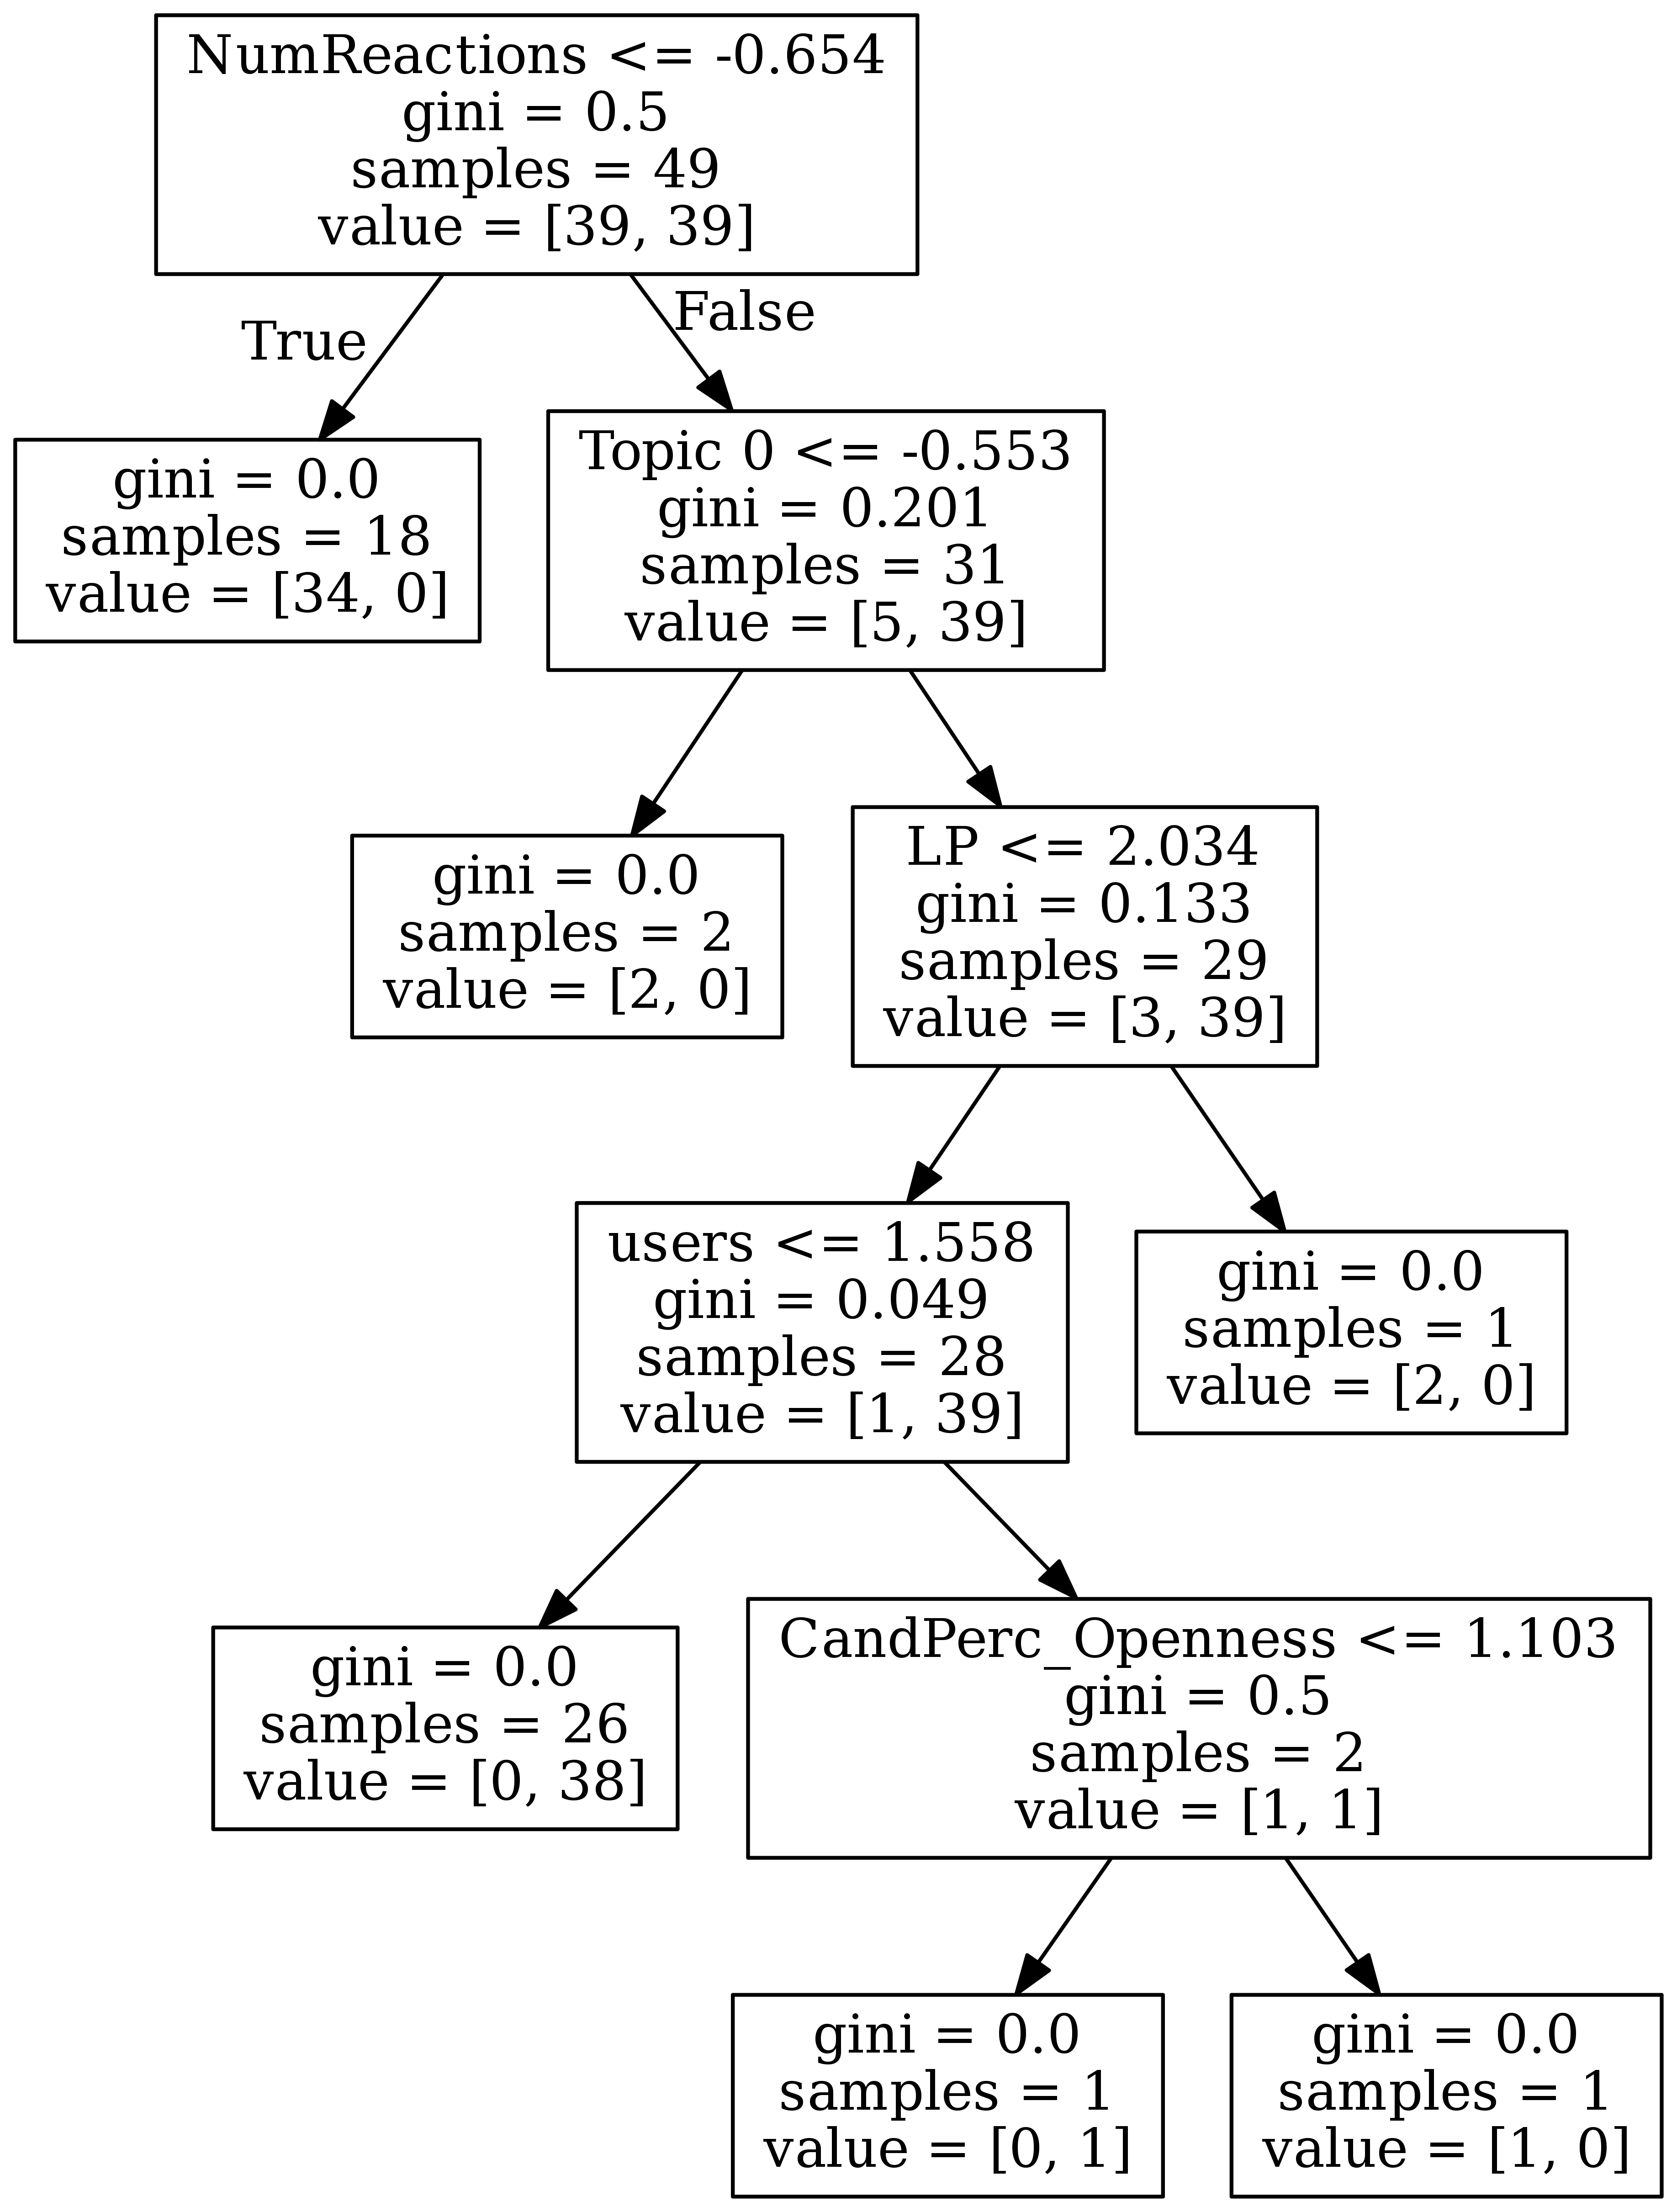 NumReactions <= -0.654
gini = 0.5
samples = 49
value = [39, 39]
True
False
gini = 0.0
samples = 18
value = [34, 0]
Topic 0 <= -0.553
gini = 0.201
samples = 31
value = [5, 39]
gini = 0.0
samples = 2
value = [2, 0]
LP <= 2.034
gini = 0.133
samples = 29
value = [3, 39]
users <= 1.558
gini = 0.049
samples = 28
value = [1, 39]
gini = 0.0
samples = 1
value = [2, 0]
gini = 0.0
samples = 26
value = [0, 38]
CandPerc_Openness <= 1.103
gini = 0.5
samples = 2
value = [1, 1]
gini = 0.0
samples = 1
value = [0, 1]
gini = 0.0
samples = 1
value = [1, 0]